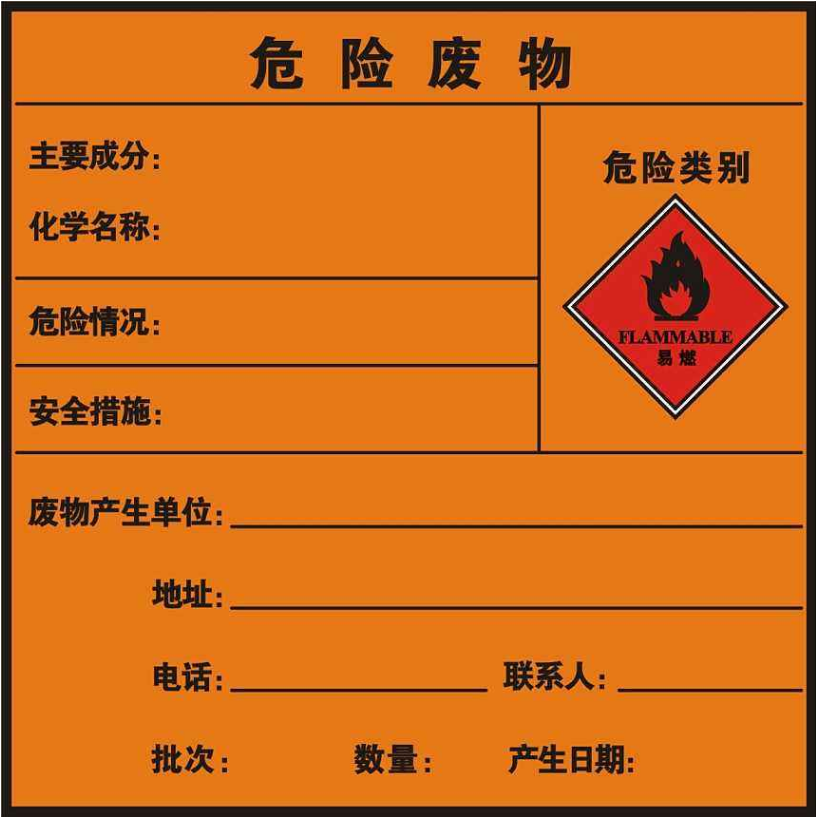 危险废物
主要成分:
化学名称:
危险类别
FLAMMABLE
易燃
危险情况:
安全措施:
废物产生单位:
地址:
电话: 联系人:
批次: 数量: 产生日期: